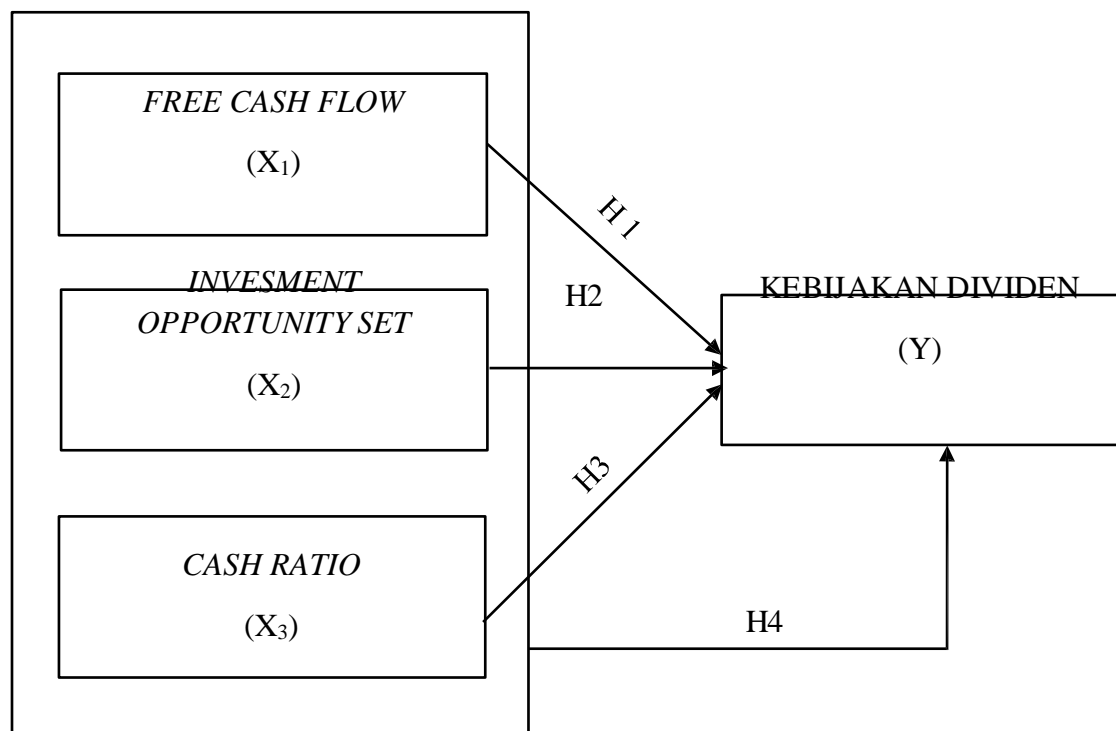 FREE CASH FLOW
(X₁)
INVESMENT
OPPORTUNITY SET
(X₂)
CASH RATIO
(X₃)
H 1
H2
H3
H4
KEBIJAKAN DIVIDEN
(Y)